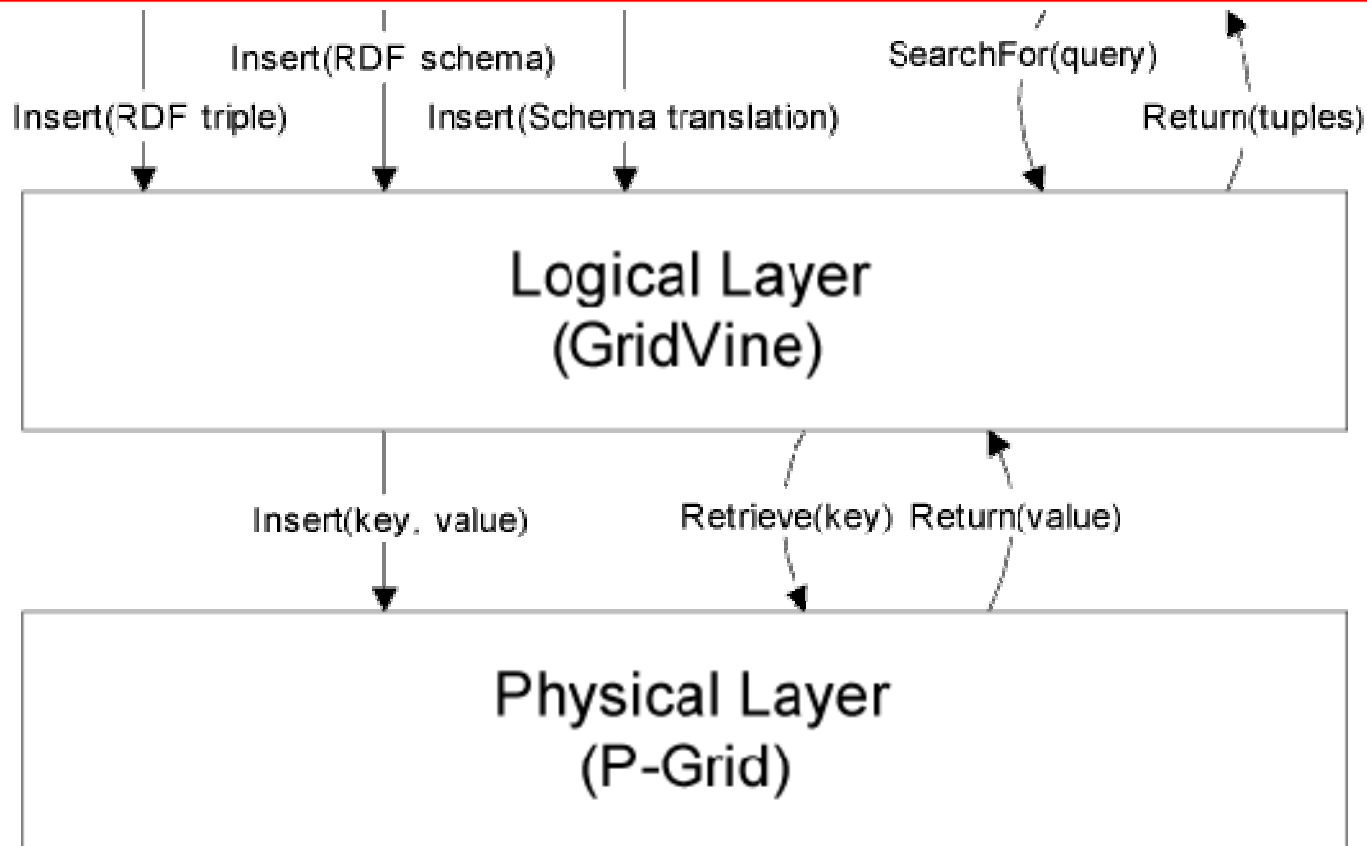 Insert(RDF schema)
SearchFor(query)
Insert(RDF triple)
Insert(Schema translation)
Return(tuples)
Logical Layer
(GridVine)
Insert(key, value)
Retrieve(key)
Return(value)
Physical Layer
(P-Grid)